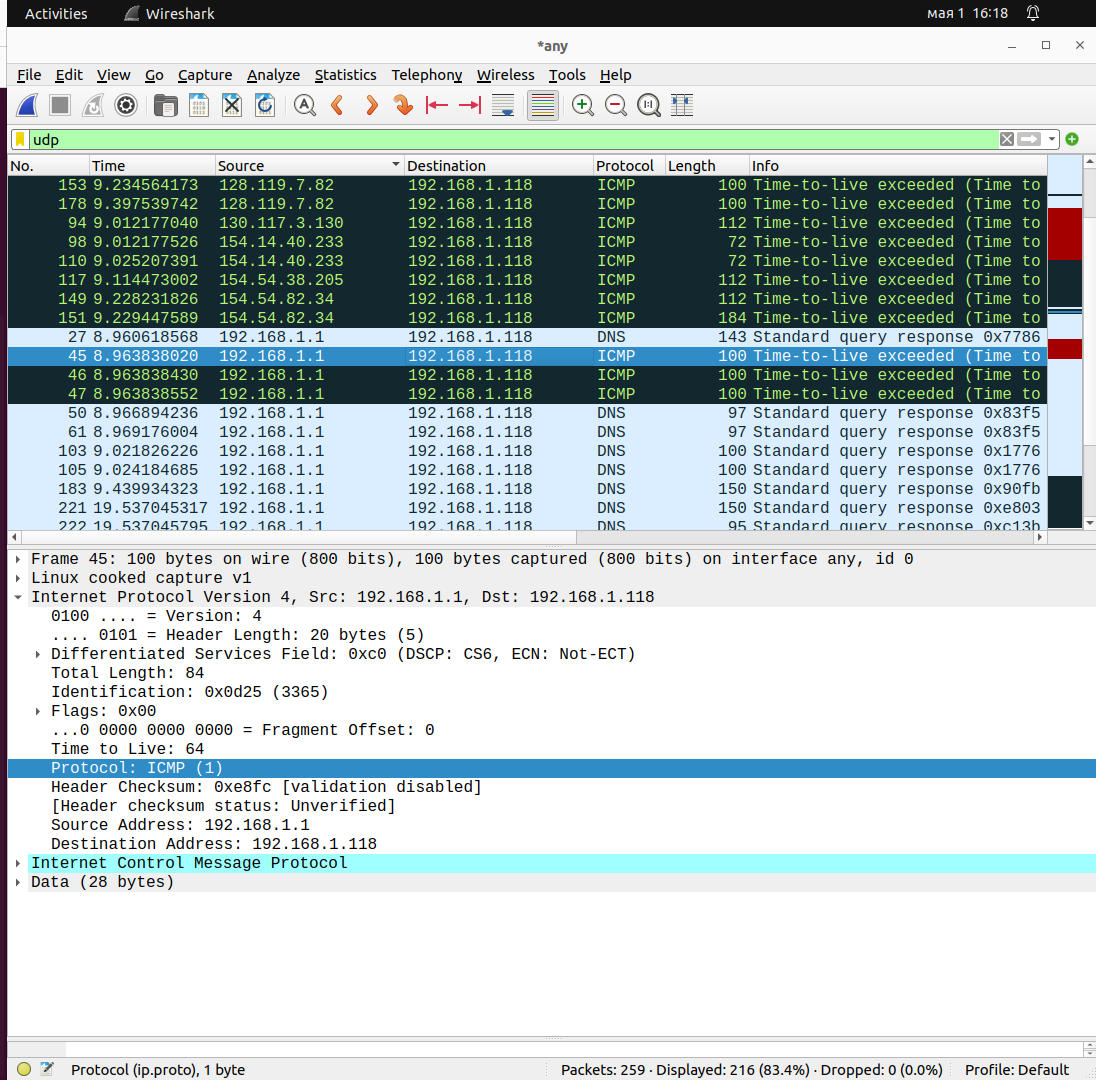 Activities Wireshark мая 1 16:18
*any
File Edit View Go Capture Analyze Statistics Telephony Wireless Tools Help
udp
No. Time Source Destination Protocol Length Info
153 9.234564173 128.119.7.82 192.168.1.118 ICMP 100 Time-to-live exceeded (Time to
178 9.397539742 128.119.7.82 192.168.1.118 ICMP 100 Time-to-live exceeded (Time to
94 9.012177040 130.117.3.130 192.168.1.118 ICMP 112 Time-to-live exceeded (Time to
98 9.012177526 154.14.40.233 192.168.1.118 ICMP 72 Time-to-live exceeded (Time to
110 9.025207391 154.14.40.233 192.168.1.118 ICMP 72 Time-to-live exceeded (Time to
117 9.114473002 154.54.38.205 192.168.1.118 ICMP 112 Time-to-live exceeded (Time to
149 9.228231826 154.54.82.34 192.168.1.118 ICMP 112 Time-to-live exceeded (Time to
151 9.229447589 154.54.82.34 192.168.1.118 ICMP 184 Time-to-live exceeded (Time to
27 8.960618568 192.168.1.1 192.168.1.118 DNS 143 Standard query response 0x7786
45 8.963838020 192.168.1.1 192.168.1.118 ICMP 100 Time-to-live exceeded (Time to
46 8.963838430 192.168.1.1 192.168.1.118 ICMP 100 Time-to-live exceeded (Time to
47 8.963838552 192.168.1.1 192.168.1.118 ICMP 100 Time-to-live exceeded (Time to
50 8.966894236 192.168.1.1 192.168.1.118 DNS 97 Standard query response 0x83f5
61 8.969176004 192.168.1.1 192.168.1.118 DNS 97 Standard query response 0x83f5
103 9.021826226 192.168.1.1 192.168.1.118 DNS 100 Standard query response 0x1776
105 9.024184685 192.168.1.1 192.168.1.118 DNS 100 Standard query response 0x1776
183 9.439934323 192.168.1.1 192.168.1.118 DNS 150 Standard query response 0x90fb
221 19.537045317 192.168.1.1 192.168.1.118 DNS 150 Standard query response 0xe803
222 19.537045795 192.168.1.1 192.168.1.118 DNS 95 Standard query response 0xc13b
Frame 45: 100 bytes on wire (800 bits), 100 bytes captured (800 bits) on interface any, id 0
Linux cooked capture v1
Internet Protocol Version 4, Src: 192.168.1.1, Dst: 192.168.1.118
0100 .... = Version: 4
.... 0101 = Header Length: 20 bytes (5)
Differentiated Services Field: 0xc0 (DSCP: CS6, ECN: Not-ECT)
Total Length: 84
Identification: 0x0d25 (3365)
Flags: 0x00
...0 0000 0000 0000 = Fragment Offset: 0
Time to Live: 64
Protocol: ICMP (1)
Header Checksum: 0xe8fc [validation disabled]
[Header checksum status: Unverified]
Source Address: 192.168.1.1
Destination Address: 192.168.1.118
Internet Control Message Protocol
Data (28 bytes)
Protocol (ip.proto), 1 byte Packets: 259 · Displayed: 216 (83.4%) · Dropped: 0 (0.0%) Profile: Default